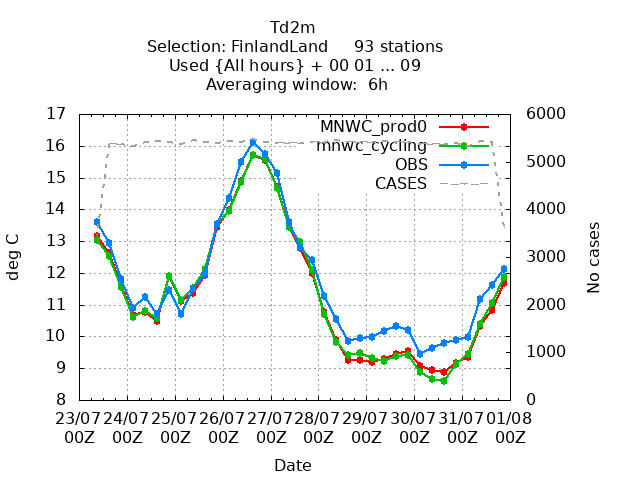 Td2m
Selection: FinlandLand 93 stations
Used {All hours} + 00 01 ... 09
Averaging window: 6h
17
16
15
14
13
12
11
10
9
8
6000
5000
4000
3000
2000
1000
0
deg C
No cases
MNWC_prod0
mnwc_cycling
OBS
CASES
23/07 24/07 25/07 26/07 27/07 28/07 29/07 30/07 31/07 01/08
00Z 00Z 00Z 00Z 00Z 00Z 00Z 00Z 00Z 00Z
Date